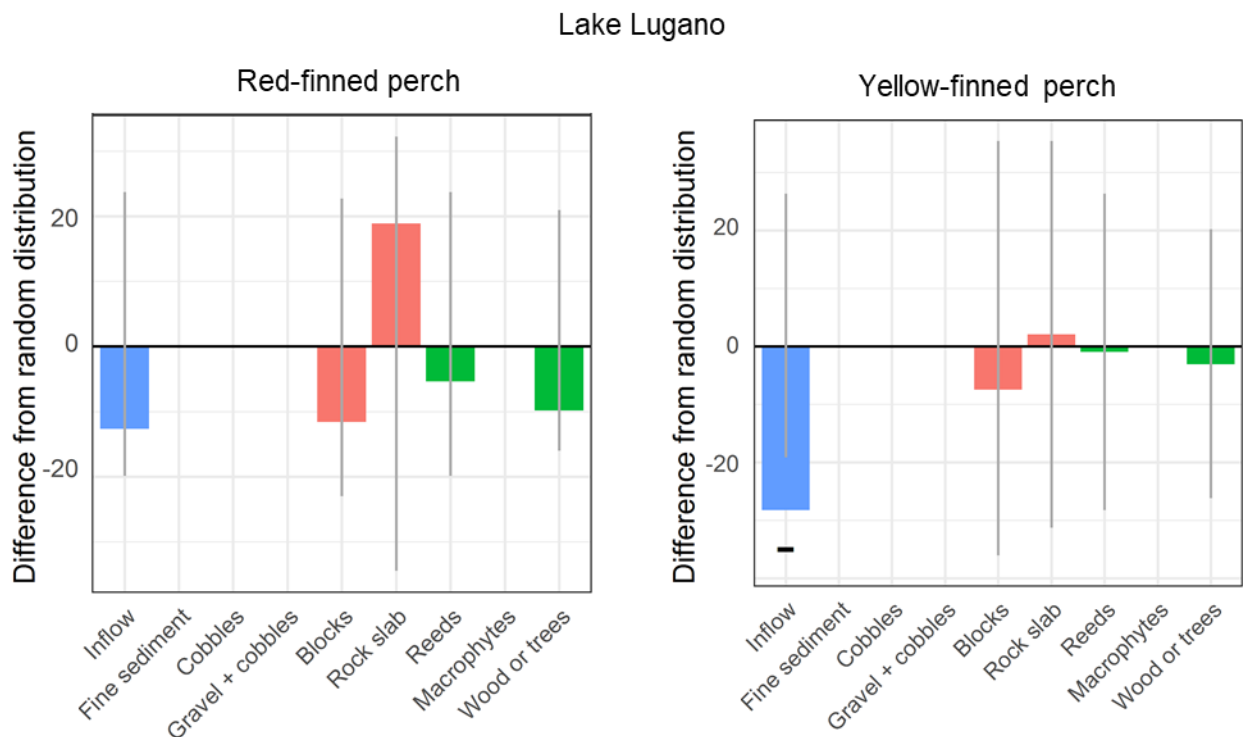 Lake Lugano
Red-finned perch
Difference from random distribution
20
0
-20
Inflow
Fine sediment
Cobbles
Gravel + cobbles
Blocks
Rock slab
Reeds
Macrophytes
Wood or trees
Yellow-finned perch
Difference from random distribution
20
0
-20
Inflow
Fine sediment
Cobbles
Gravel + cobbles
Blocks
Rock slab
Reeds
Macrophytes
Wood or trees